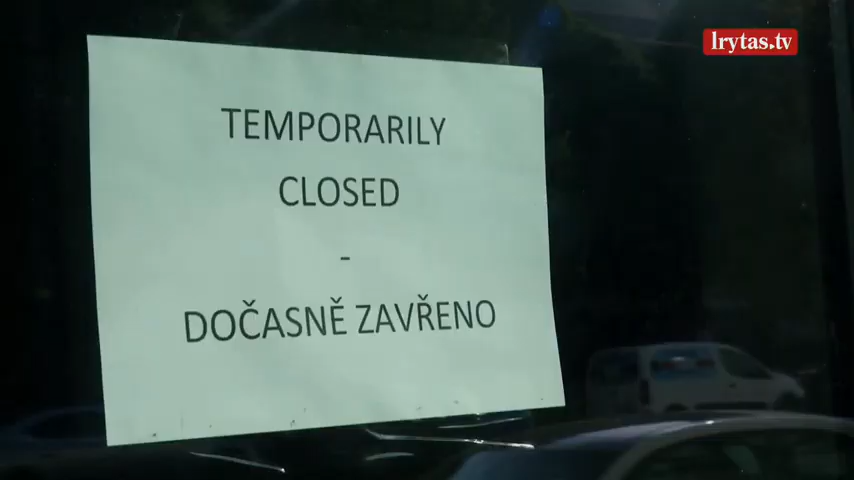 lrytas.tv
TEMPORARILY
CLOSED
-
DOČASNĚ ZAVŘENO